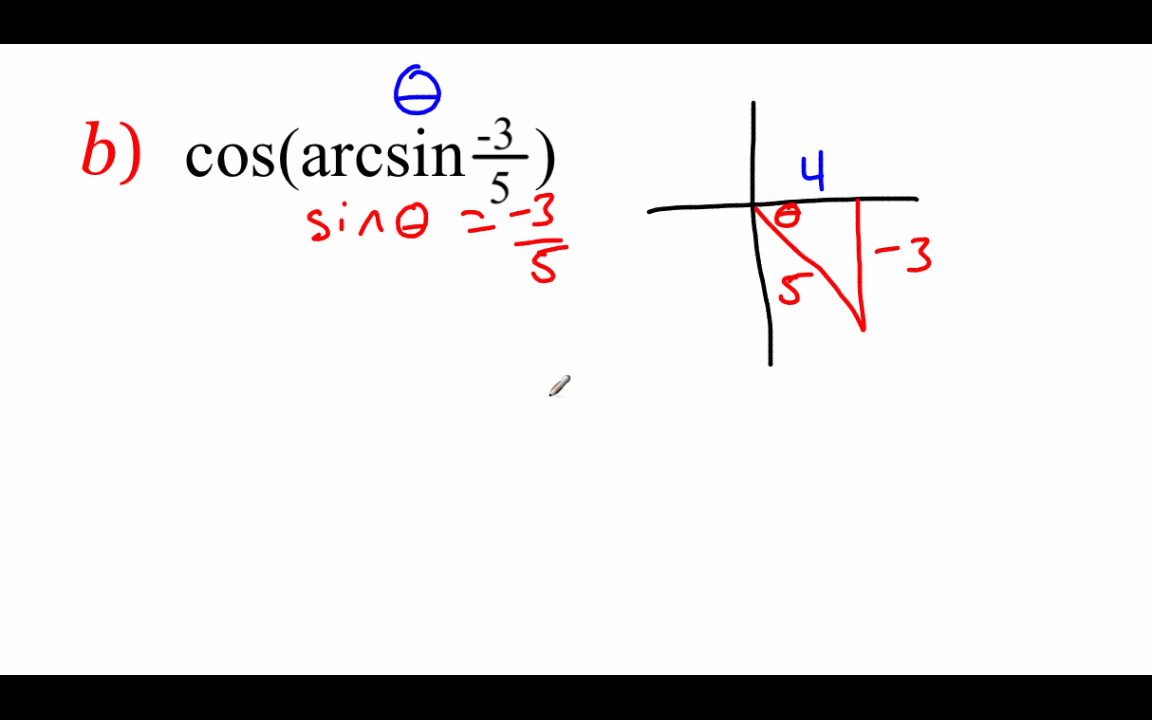 θ
b) cos(arcsin -3/5)
sin θ = -3/5
4
θ
-3
5